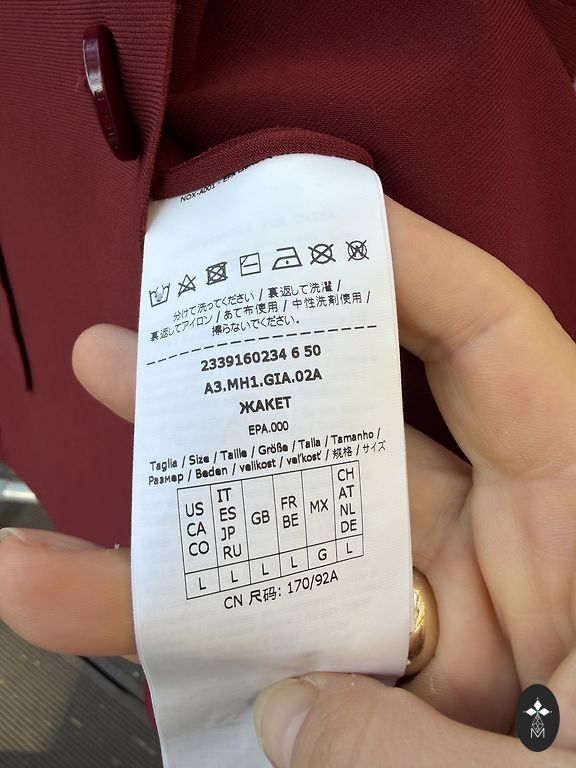 NOX-A001 - EPA
分けて洗ってください / 裏返して洗濯 /
裏返してアイロン / あて布使用 / 中性洗剤使用 /
擦らないでください。
2339160234 6 50
A3.MH1.GIA.02A
ЖАКЕТ
EPA.000
Taglia / Size / Taille / Größe / Talla / Tamanho /
Размер / Beden / velikost / veľkosť / 規格 / サイズ
US CA CO
IT ES JP RU
GB
FR BE
MX
CH AT NL DE
L L L L G L
CN 尺码: 170/92A
M